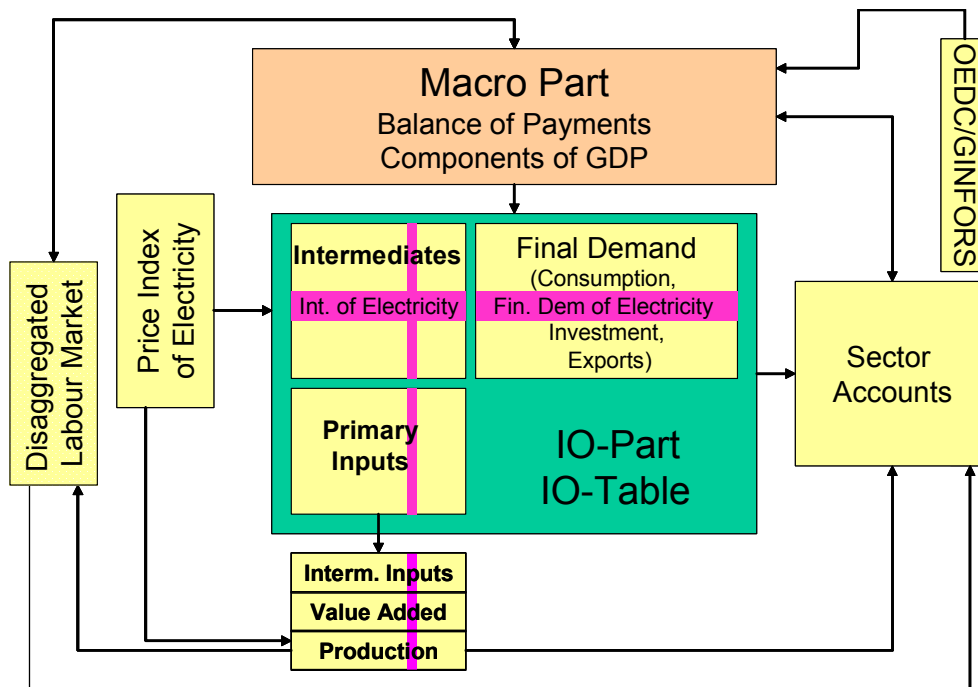 Macro Part
Balance of Payments
Components of GDP
OEDC/GINFORS
Disaggregated
Labour Market
Price Index
of Electricity
Intermediates
Int. of Electricity
Final Demand
(Consumption,
Fin. Dem of Electricity
Investment,
Exports)
Primary
Inputs
IO-Part
IO-Table
Sector
Accounts
Interm. Inputs
Value Added
Production